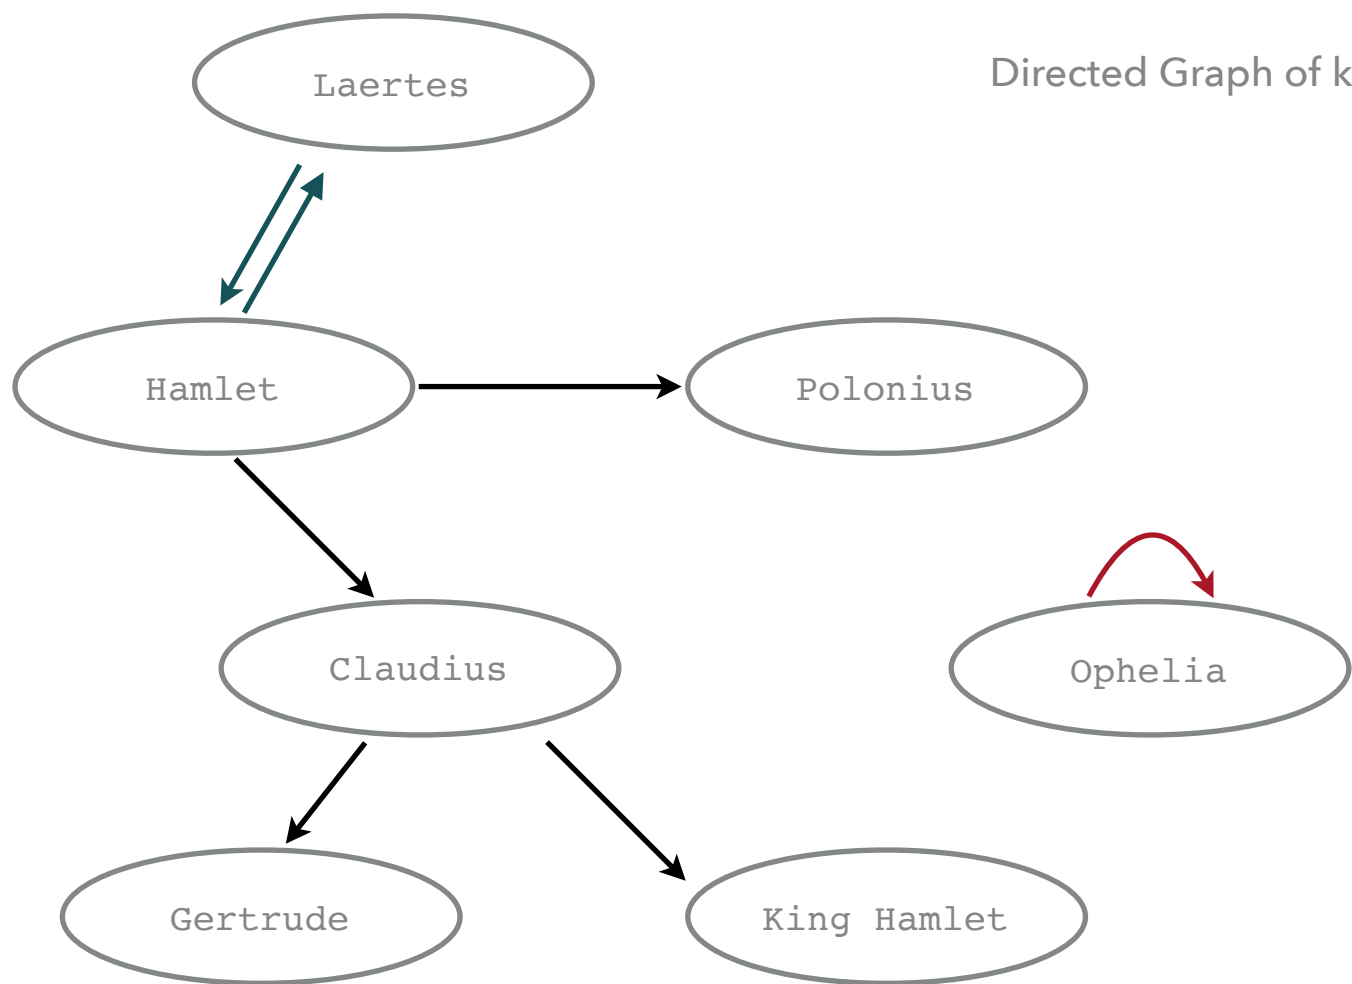 Laertes
Directed Graph of k
Hamlet
Polonius
Claudius
Ophelia
Gertrude
King Hamlet